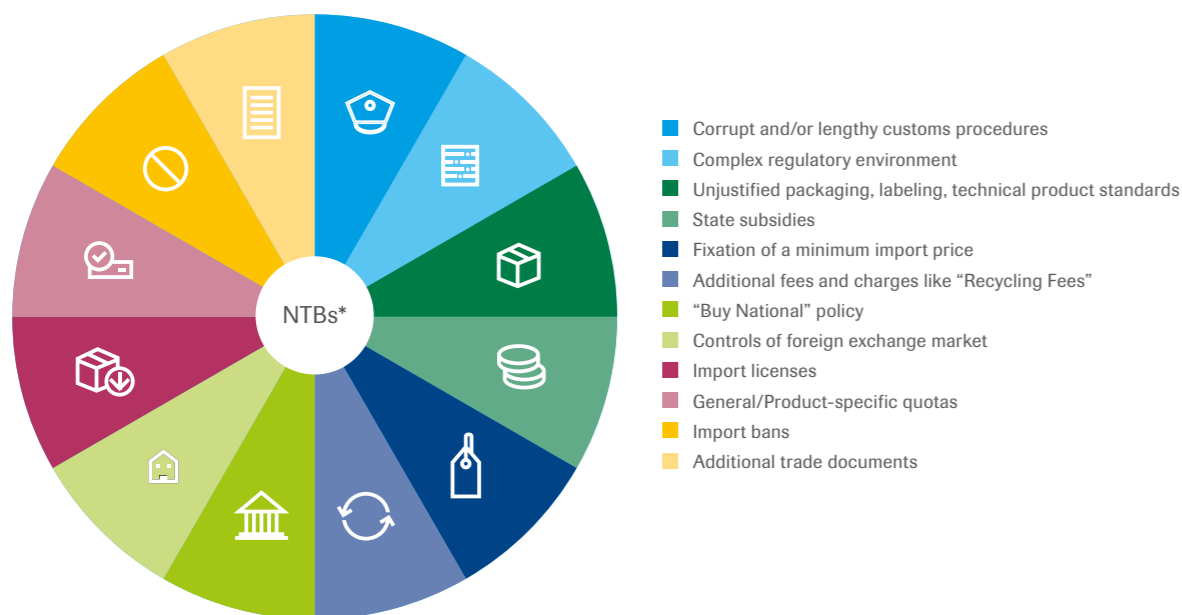 NTBs*
Corrupt and/or lengthy customs procedures
Complex regulatory environment
Unjustified packaging, labeling, technical product standards
State subsidies
Fixation of a minimum import price
Additional fees and charges like “Recycling Fees”
“Buy National” policy
Controls of foreign exchange market
Import licenses
General/Product-specific quotas
Import bans
Additional trade documents